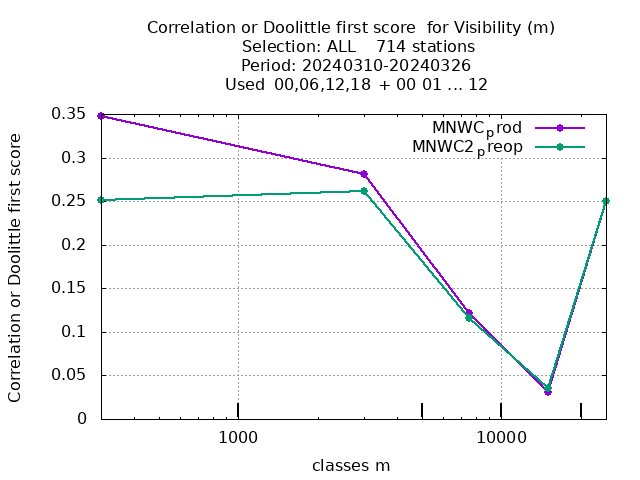 Correlation or Doolittle first score  for Visibility (m)
Selection: ALL    714 stations
Period: 20240310-20240326
Used  00,06,12,18 + 00 01 ... 12
Correlation or Doolittle first score
0.35
0.3
0.25
0.2
0.15
0.1
0.05
0
MNWCprod
MNWC2preop
1000
10000
classes m